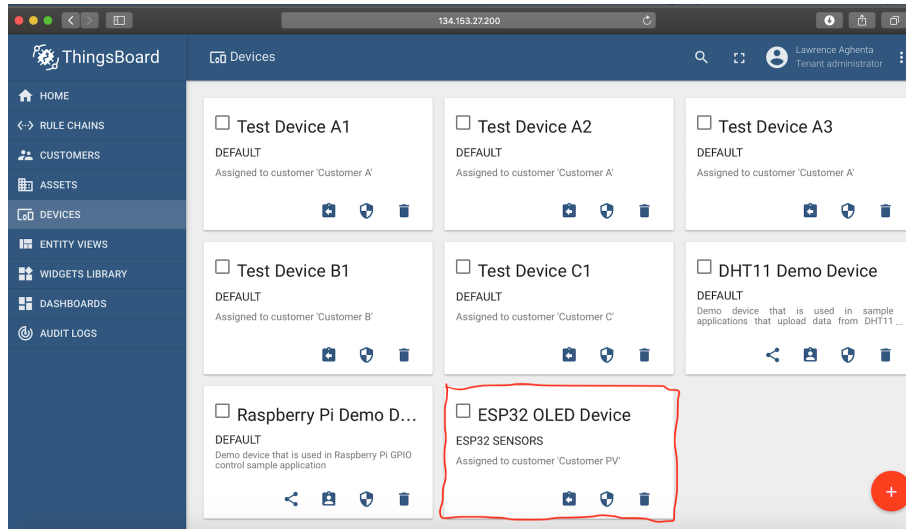 134.153.27.200
ThingsBoard
Devices
Lawrence Aghenta
Tenant administrator
HOME
RULE CHAINS
CUSTOMERS
ASSETS
DEVICES
ENTITY VIEWS
WIDGETS LIBRARY
DASHBOARDS
AUDIT LOGS
Test Device A1
DEFAULT
Assigned to customer 'Customer A'
Test Device A2
DEFAULT
Assigned to customer 'Customer A'
Test Device A3
DEFAULT
Assigned to customer 'Customer A'
Test Device B1
DEFAULT
Assigned to customer 'Customer B'
Test Device C1
DEFAULT
Assigned to customer 'Customer C'
DHT11 Demo Device
DEFAULT
Demo device that is used in sample
applications that upload data from DHT11 ...
Raspberry Pi Demo D...
DEFAULT
Demo device that is used in Raspberry Pi GPIO
control sample application
ESP32 OLED Device
ESP32 SENSORS
Assigned to customer 'Customer PV'